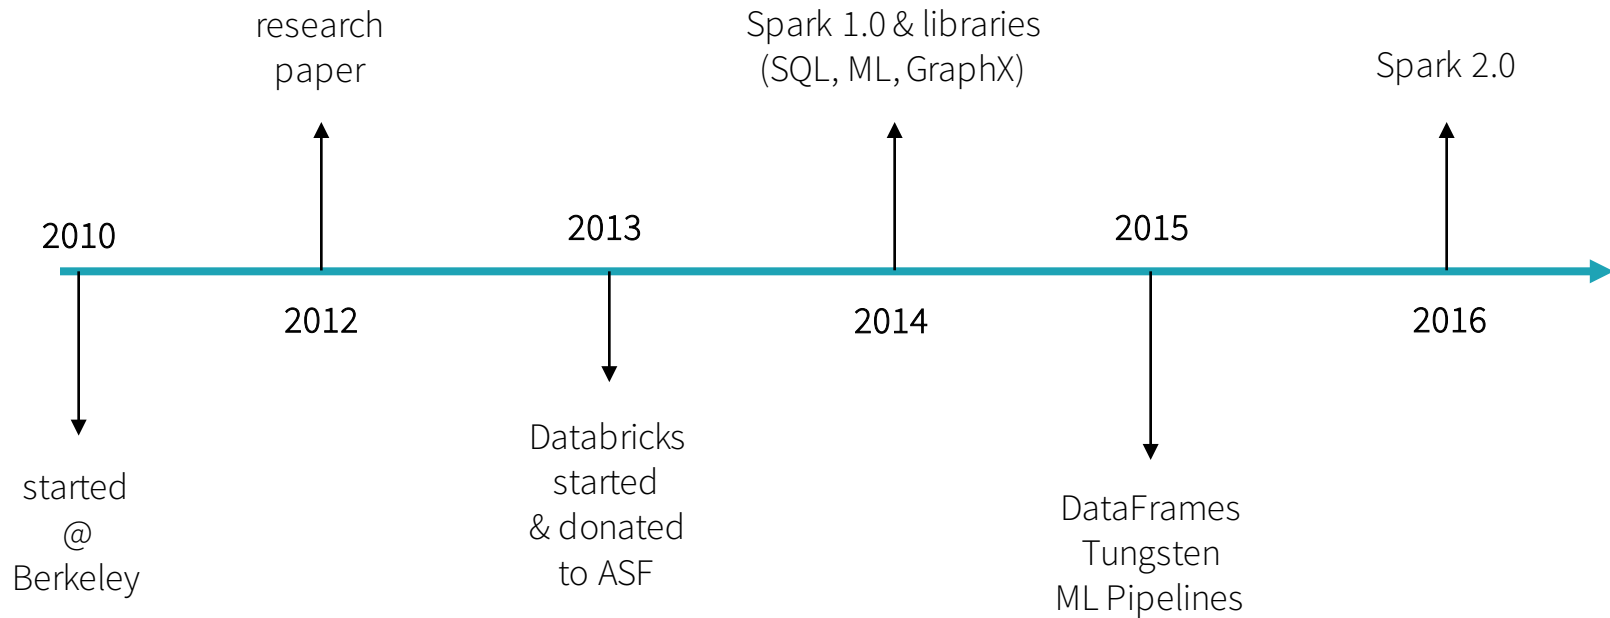 research
paper
Spark 1.0 & libraries
(SQL, ML, GraphX)
Spark 2.0
2010
2013
2015
2012
2014
2016
started
@
Berkeley
Databricks
started
& donated
to ASF
DataFrames
Tungsten
ML Pipelines